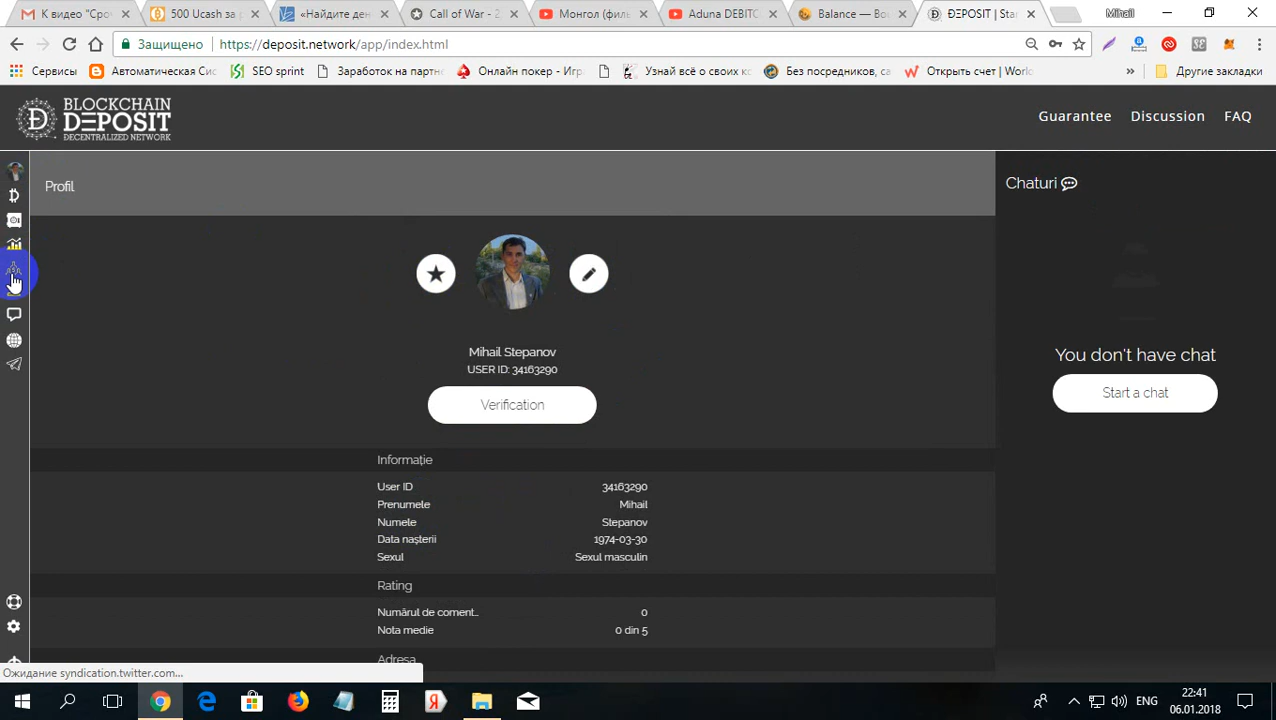 К видео "Сро
500 Ucash за р
«Найдите ден
Call of War - 2
Монгол (филь
Aduna DEBITC
Balance — Bou
ĐEPOSIT | Star
Mihail
Защищено
https://deposit.network/app/index.html
Сервисы
Автоматическая Сис
SEO sprint
Заработок на партн
Онлайн покер - Игр
Узнай всё о своих ко
Без посредников, са
Открыть счет | Worl
»
Другие закладки
BLOCKCHAIN
DΞPOSIT
DΞCENTRALIZED NETWORK
Guarantee
Discussion
FAQ
Profil
Chaturi
Mihail Stepanov
USER ID: 34163290
Verification
You don't have chat
Start a chat
Informație
User ID 34163290
Prenumele Mihail
Numele Stepanov
Data nașterii 1974-03-30
Sexul Sexul masculin
Rating
Numărul de coment... 0
Nota medie 0 din 5
Adresa
Ожидание syndication.twitter.com...
ENG
22:41
06.01.2018